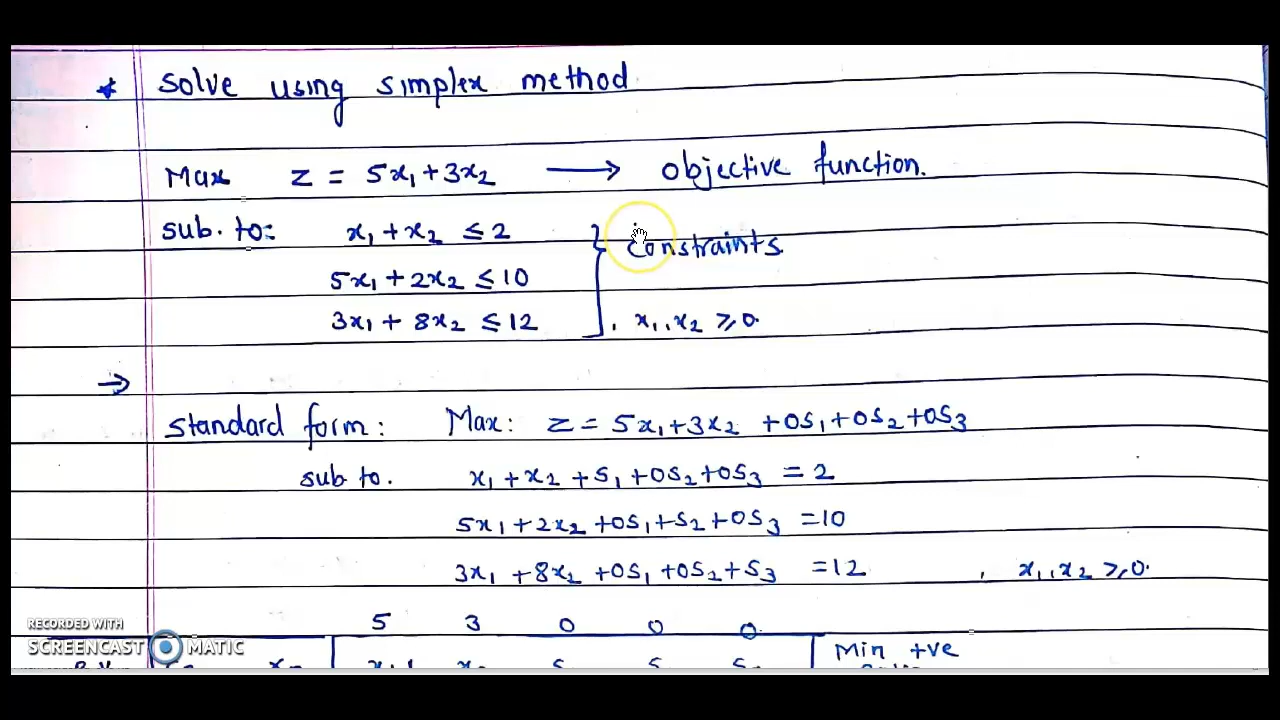 * solve using simplex method
Max z = 5x₁ + 3x₂ ⟶ objective function.
sub. to: x₁ + x₂ ≤ 2 } constraints
5x₁ + 2x₂ ≤ 10
3x₁ + 8x₂ ≤ 12 , x₁, x₂ ≥ 0.
→
standard form: Max: z = 5x₁ + 3x₂ + 0s₁ + 0s₂ + 0s₃
sub to. x₁ + x₂ + s₁ + 0s₂ + 0s₃ = 2
5x₁ + 2x₂ + 0s₁ + s₂ + 0s₃ = 10
3x₁ + 8x₂ + 0s₁ + 0s₂ + s₃ = 12 , x₁, x₂ ≥ 0.
5 3 0 0 0
RECORDED WITH
SCREENCAST MATIC
Min +ve